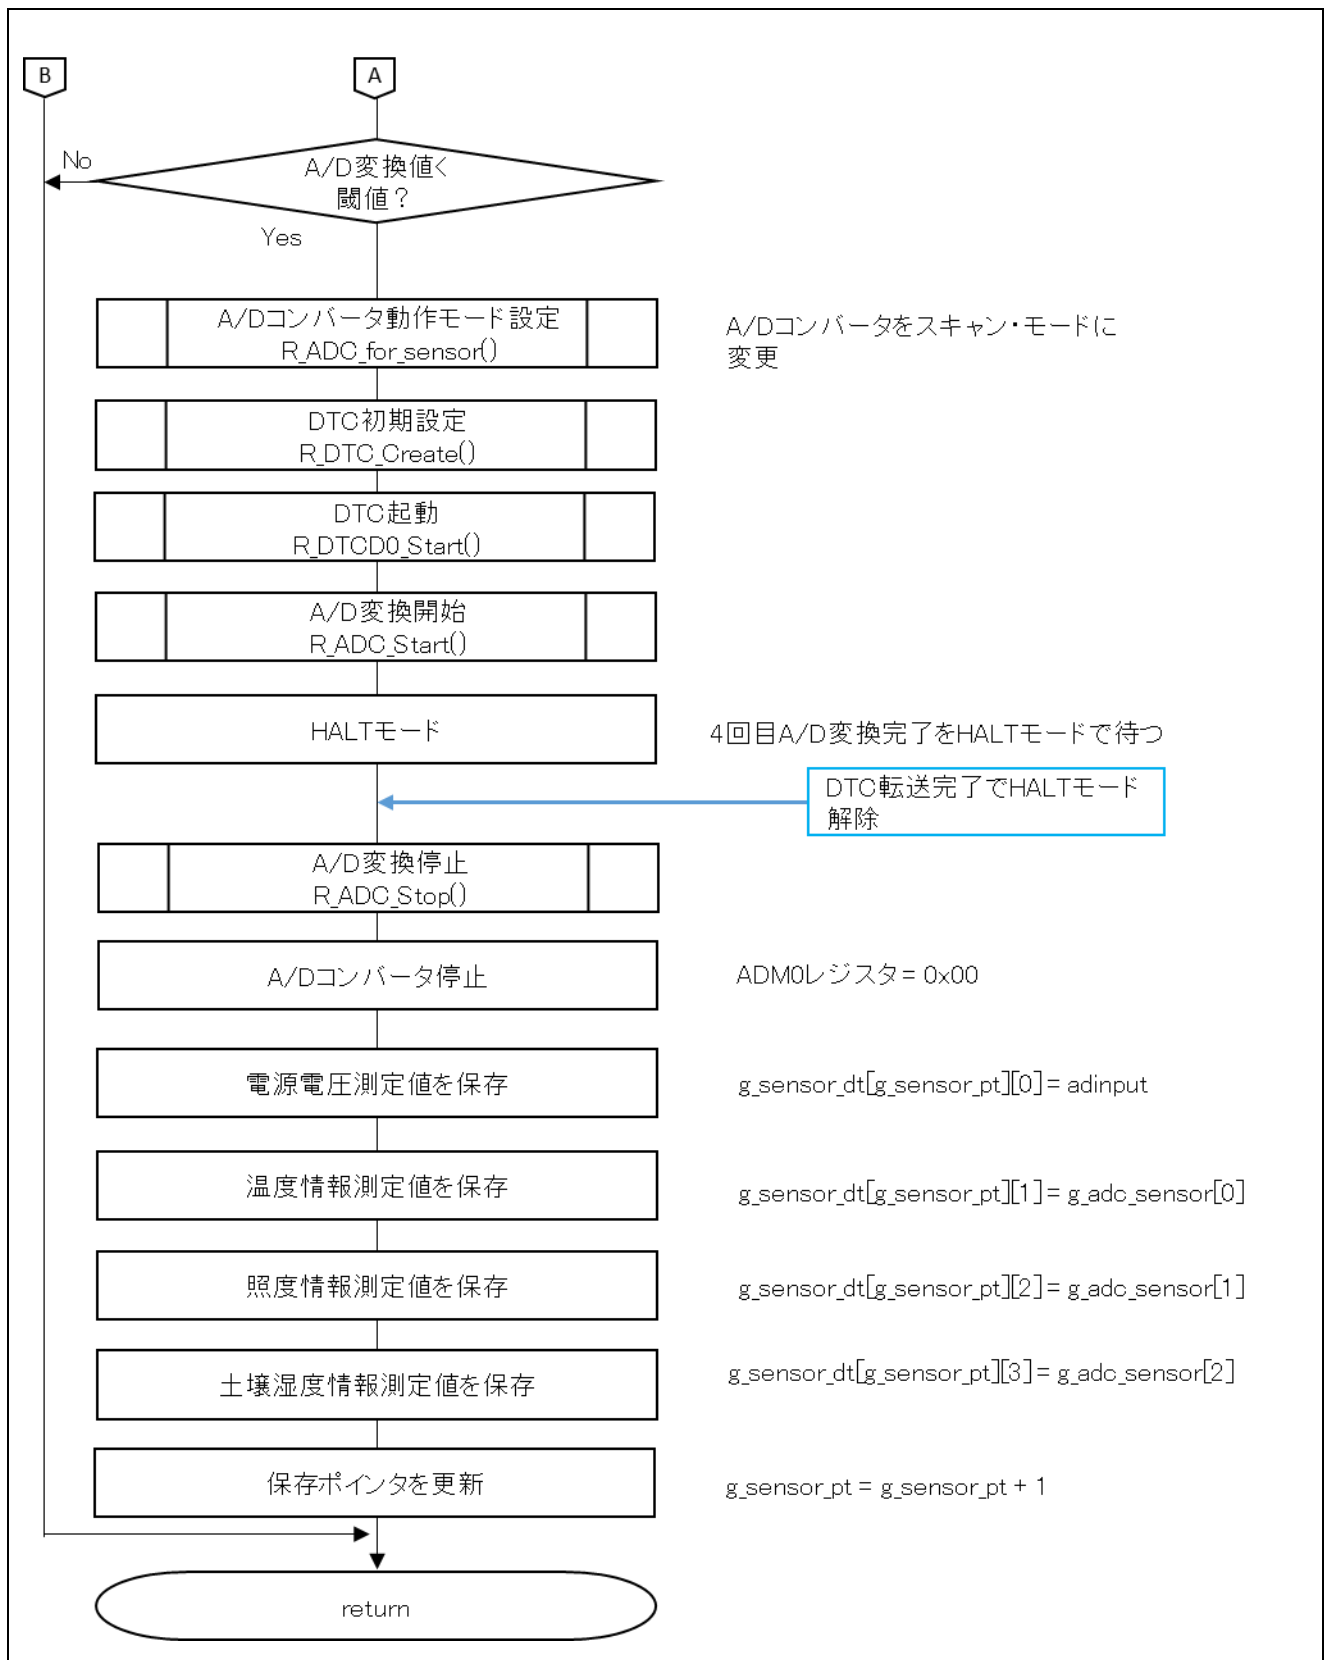 B
A
No
A/D変換値<
閾値？
Yes
A/Dコンバータ動作モード設定
R_ADC_for_sensor()
A/Dコンバータをスキャン・モードに
変更
DTC初期設定
R_DTC_Create()
DTC起動
R_DTCD0_Start()
A/D変換開始
R_ADC_Start()
HALTモード
4回目A/D変換完了をHALTモードで待つ
DTC転送完了でHALTモード
解除
A/D変換停止
R_ADC_Stop()
A/Dコンバータ停止
ADM0レジスタ= 0x00
電源電圧測定値を保存
g_sensor_dt[g_sensor_pt][0]= adinput
温度情報測定値を保存
g_sensor_dt[g_sensor_pt][1]= g_adc_sensor[0]
照度情報測定値を保存
g_sensor_dt[g_sensor_pt][2]= g_adc_sensor[1]
土壌湿度情報測定値を保存
g_sensor_dt[g_sensor_pt][3]= g_adc_sensor[2]
保存ポインタを更新
g_sensor_pt = g_sensor_pt + 1
return